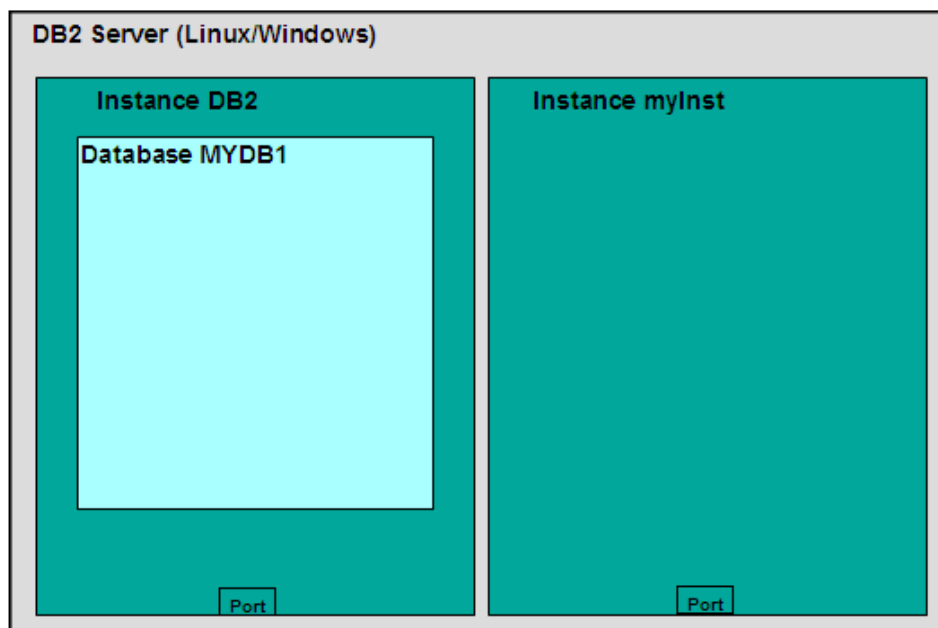 DB2 Server (Linux/Windows)
Instance DB2
Database MYDB1
Port
Instance myInst
Port